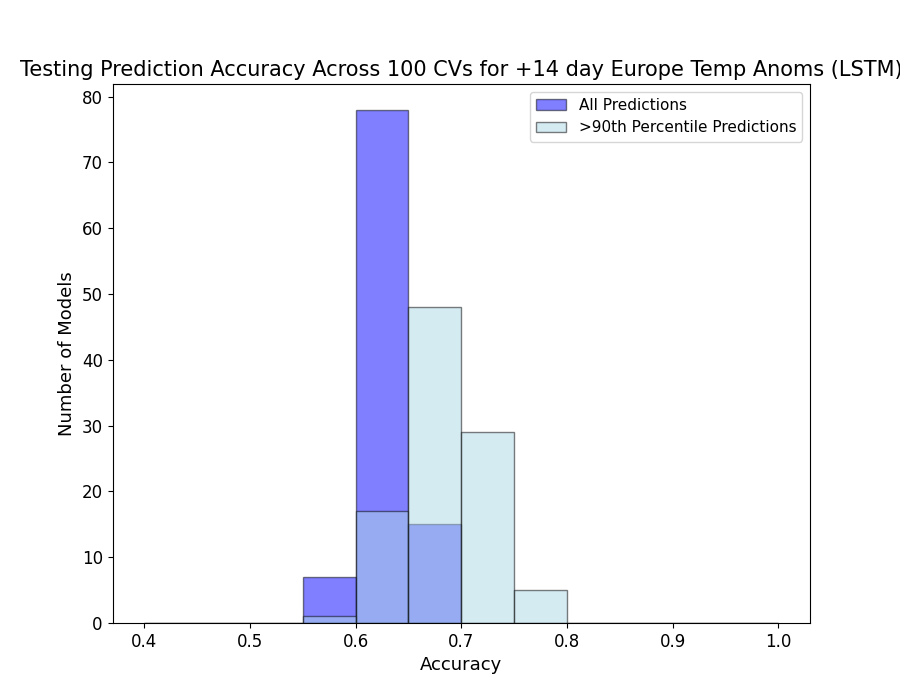 Testing Prediction Accuracy Across 100 CVs for +14 day Europe Temp Anoms (LSTM)
All Predictions
>90th Percentile Predictions
80
70
60
50
40
30
20
10
0
Number of Models
0.4 0.5 0.6 0.7 0.8 0.9 1.0
Accuracy